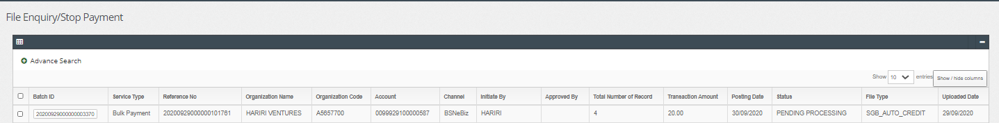 File Enquiry/Stop Payment
Advance Search
Show 10 entries Show / hide columns
Batch ID Service Type Reference No Organization Name Organization Code Account Channel Initiate By Approved By Total Number of Record Transaction Amount Posting Date Status File Type Uploaded Date
20200929000000003370 Bulk Payment 20200929000000101761 HARIRI VENTURES A5657700 0099929100000587 BSNeBiz HARIRI 4 20.00 30/09/2020 PENDING PROCESSING SGB_AUTO_CREDIT 29/09/2020